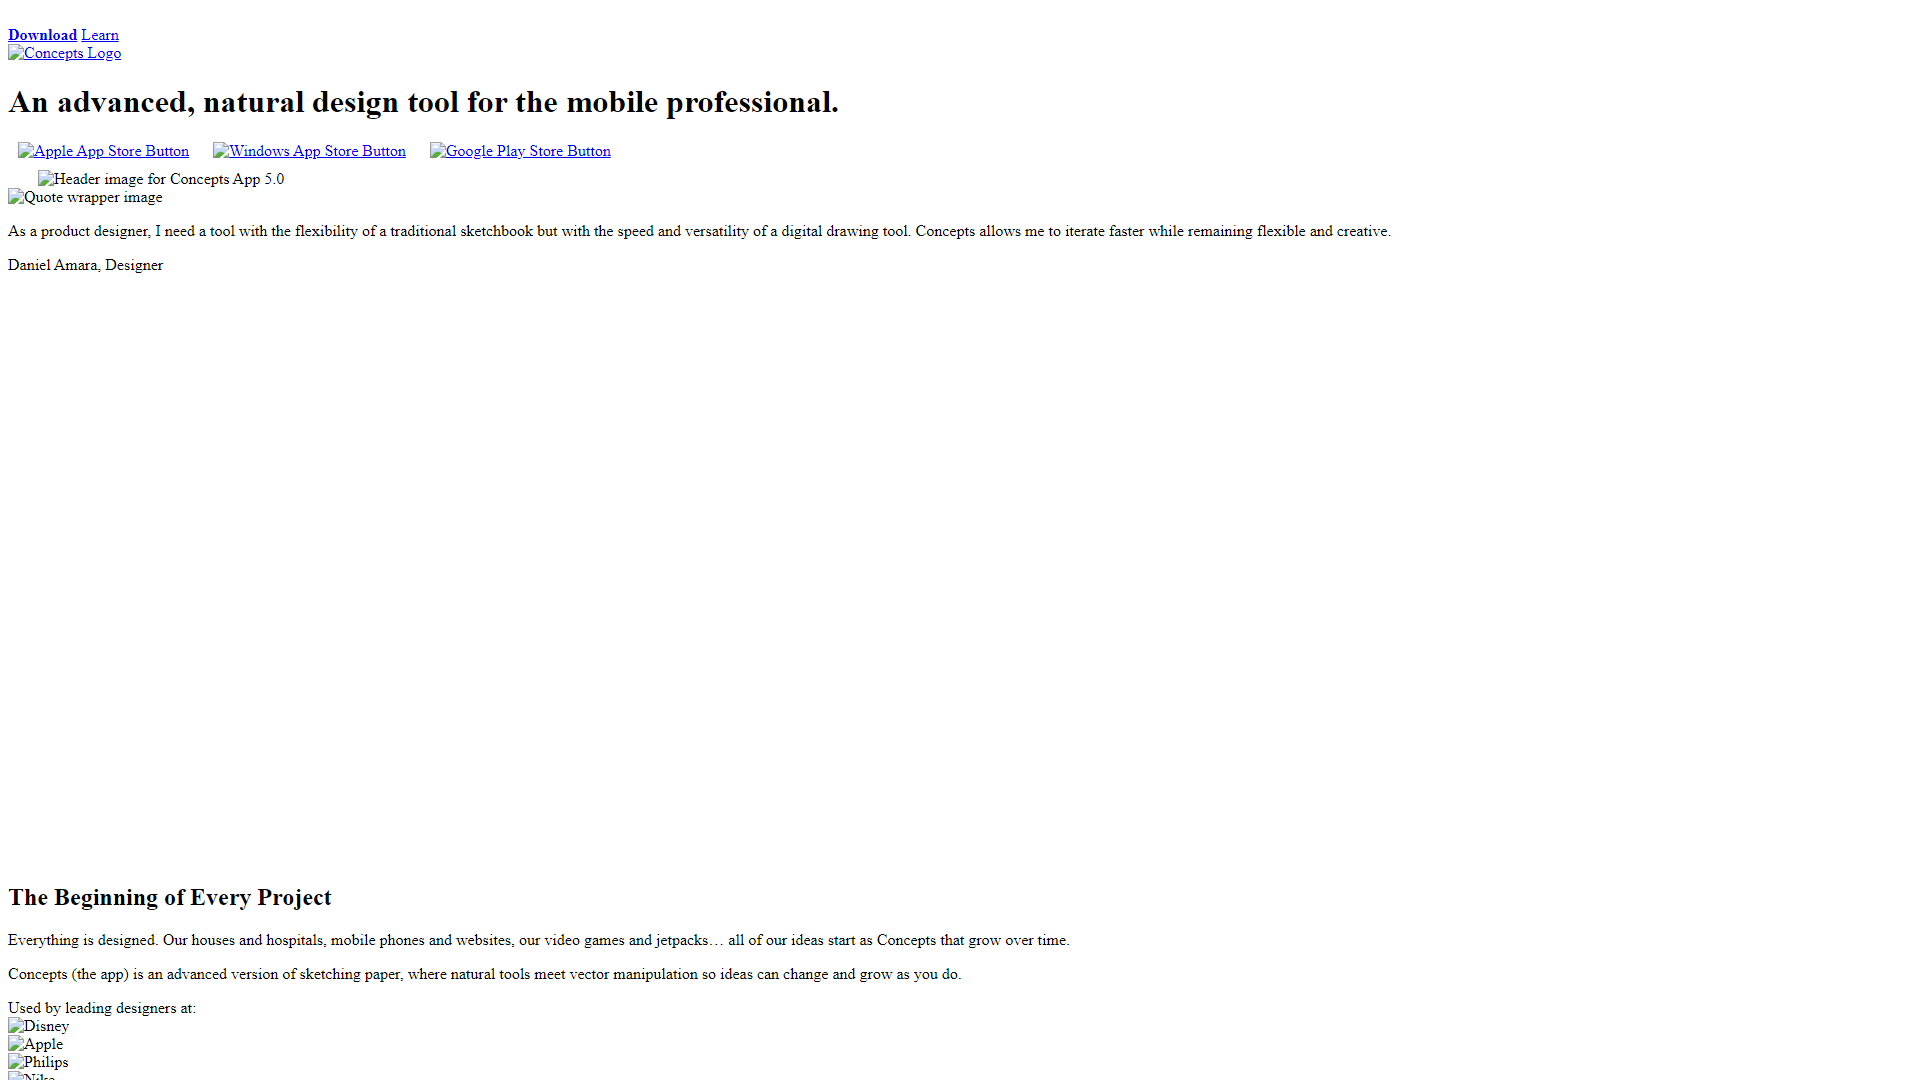 Download Learn
Concepts Logo
An advanced, natural design tool for the mobile professional.
Apple App Store Button Windows App Store Button Google Play Store Button
Header image for Concepts App 5.0
Quote wrapper image
As a product designer, I need a tool with the flexibility of a traditional sketchbook but with the speed and versatility of a digital drawing tool. Concepts allows me to iterate faster while remaining flexible and creative.
Daniel Amara, Designer
The Beginning of Every Project
Everything is designed. Our houses and hospitals, mobile phones and websites, our video games and jetpacks… all of our ideas start as Concepts that grow over time.
Concepts (the app) is an advanced version of sketching paper, where natural tools meet vector manipulation so ideas can change and grow as you do.
Used by leading designers at:
Disney
Apple
Philips
Nike